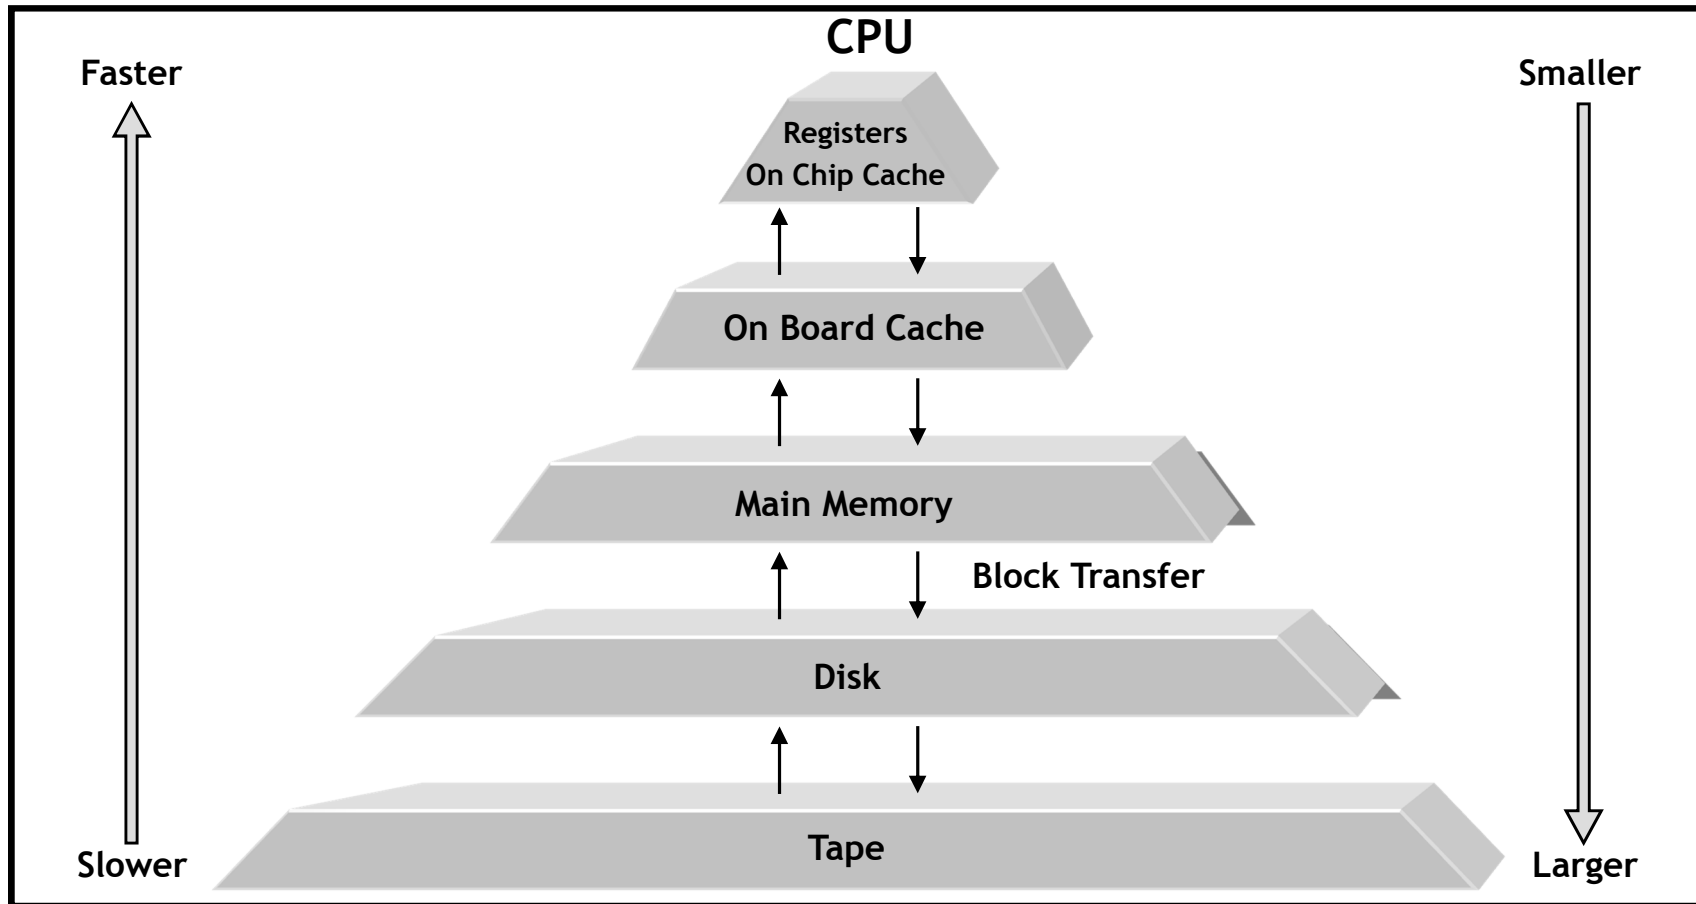 CPU
Faster
Smaller
Registers
On Chip Cache
On Board Cache
Main Memory
Block Transfer
Disk
Tape
Slower
Larger